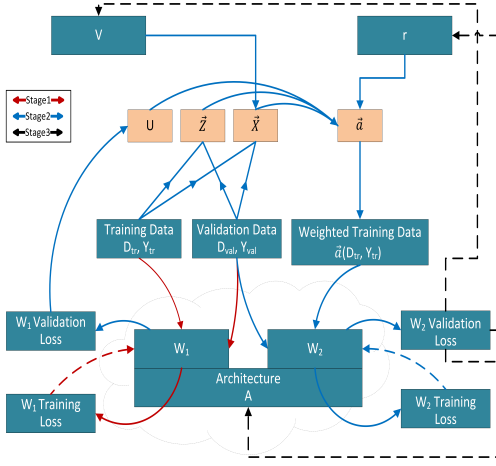 V
r
Stage1
Stage2
Stage3
U
Z⃗
X⃗
a⃗
Training Data
Dtr, Ytr
Validation Data
Dval, Yval
Weighted Training Data
a⃗(Dtr, Ytr)
W1 Validation
Loss
W1
W2
W2 Validation
Loss
Architecture
A
W1 Training
Loss
W2 Training
Loss